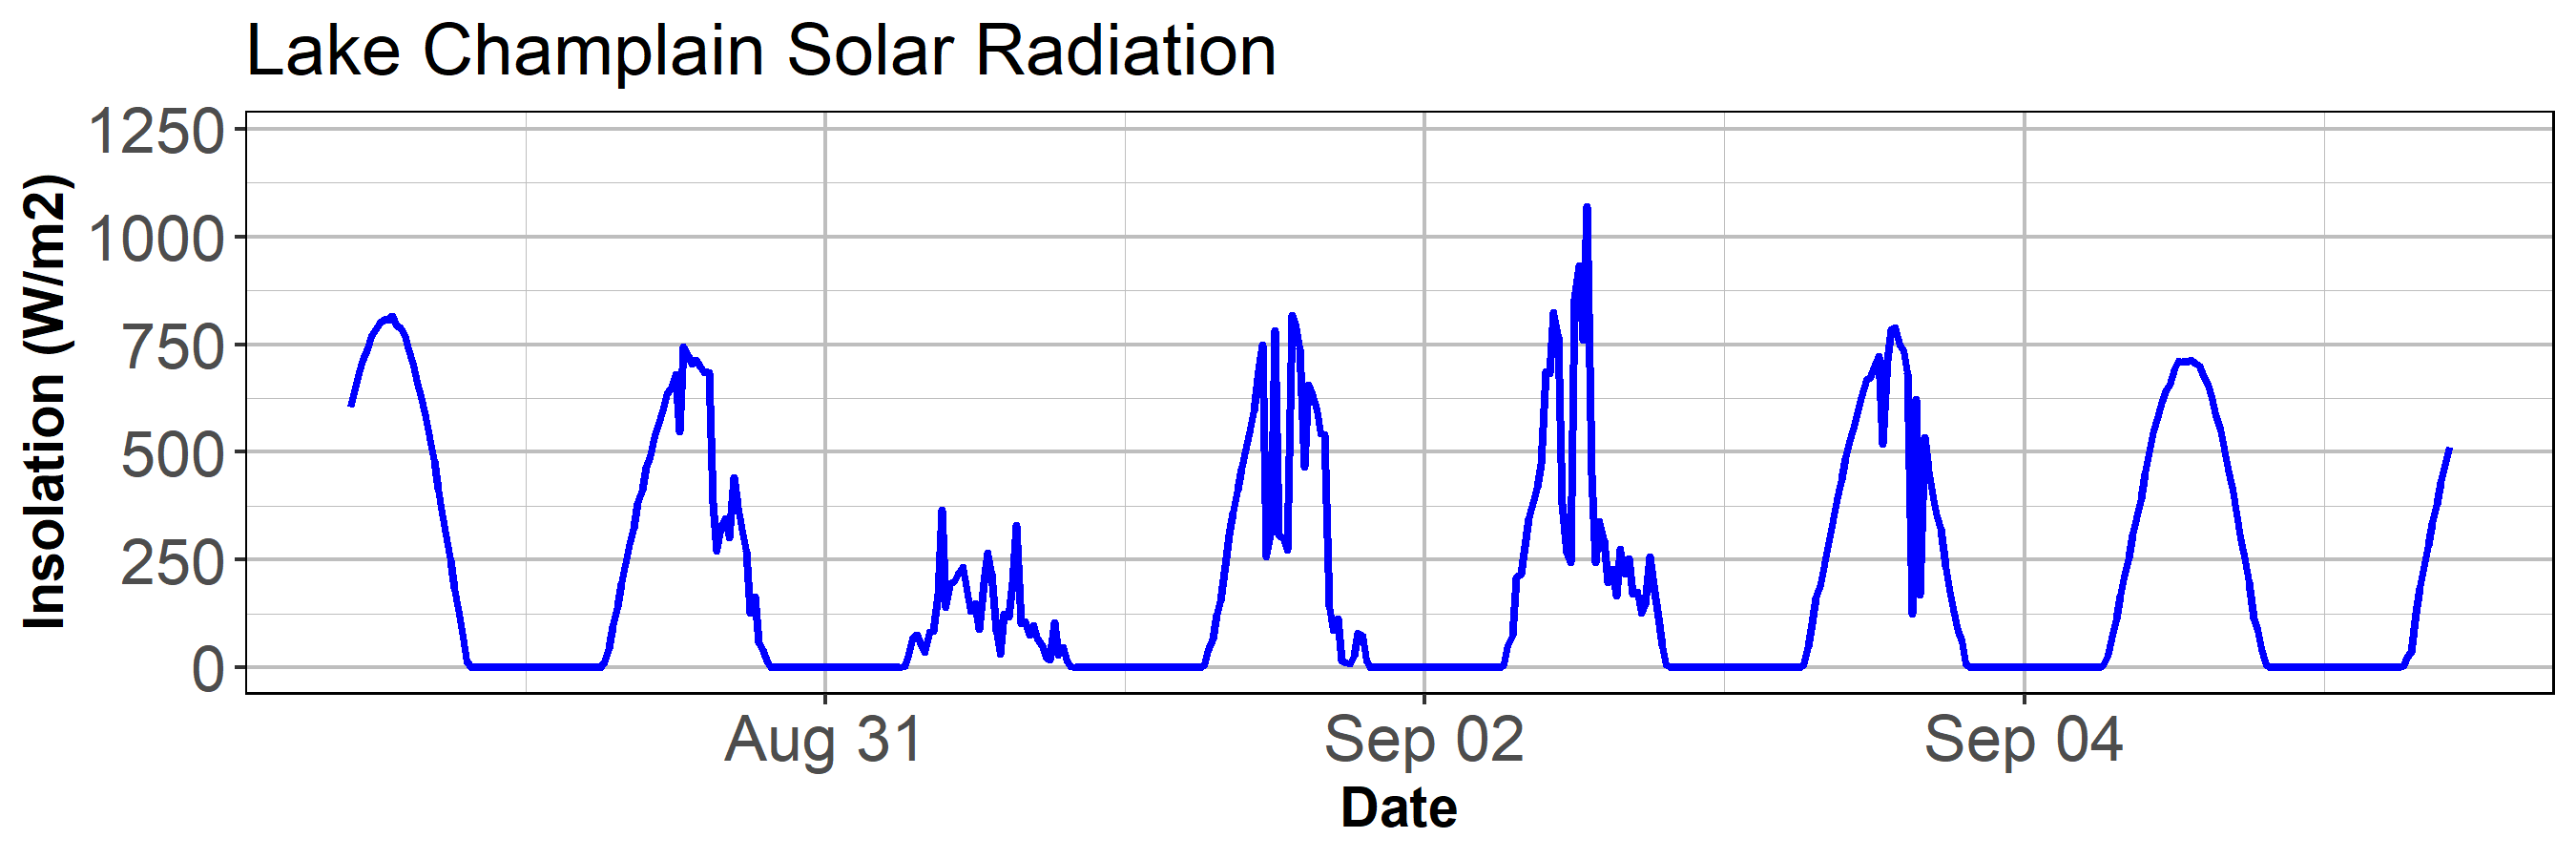 Lake Champlain Solar Radiation
Insolation (W/m2)
1250
1000
750
500
250
0
Aug 31
Sep 02
Sep 04
Date